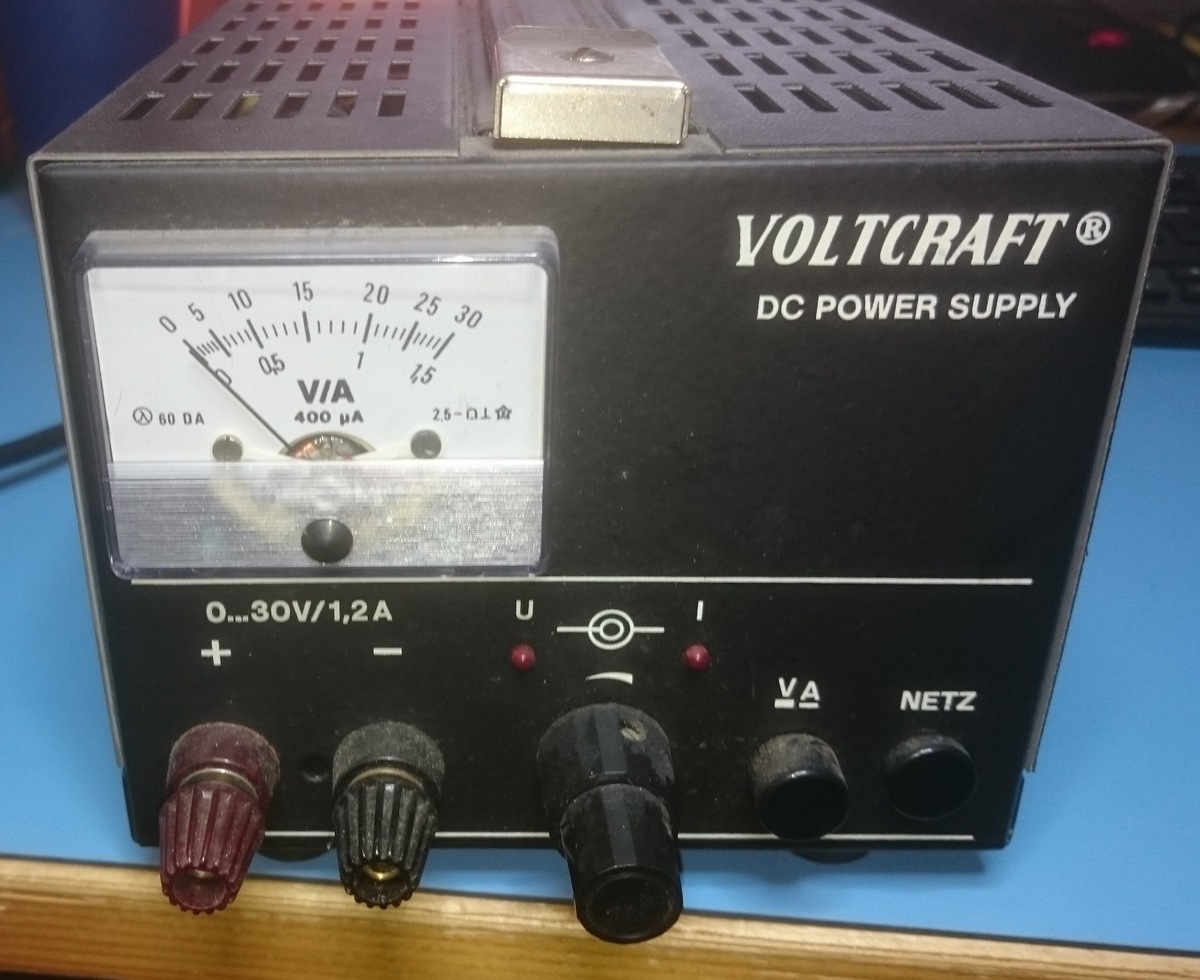 VOLTCRAFT®
DC POWER SUPPLY
0 5 10 15 20 25 30
0 0,5 1 1,5
V/A
400 µA
60 DA
2,5
0...30V/1,2A
U I
+ −
V A
NETZ